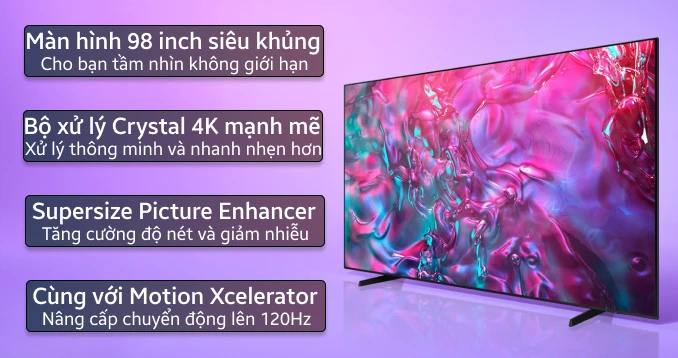 Màn hình 98 inch siêu khủng
Cho bạn tầm nhìn không giới hạn
Bộ xử lý Crystal 4K mạnh mẽ
Xử lý thông minh và nhanh nhẹn hơn
Supersize Picture Enhancer
Tăng cường độ nét và giảm nhiễu
Cùng với Motion Xcelerator
Nâng cấp chuyển động lên 120Hz